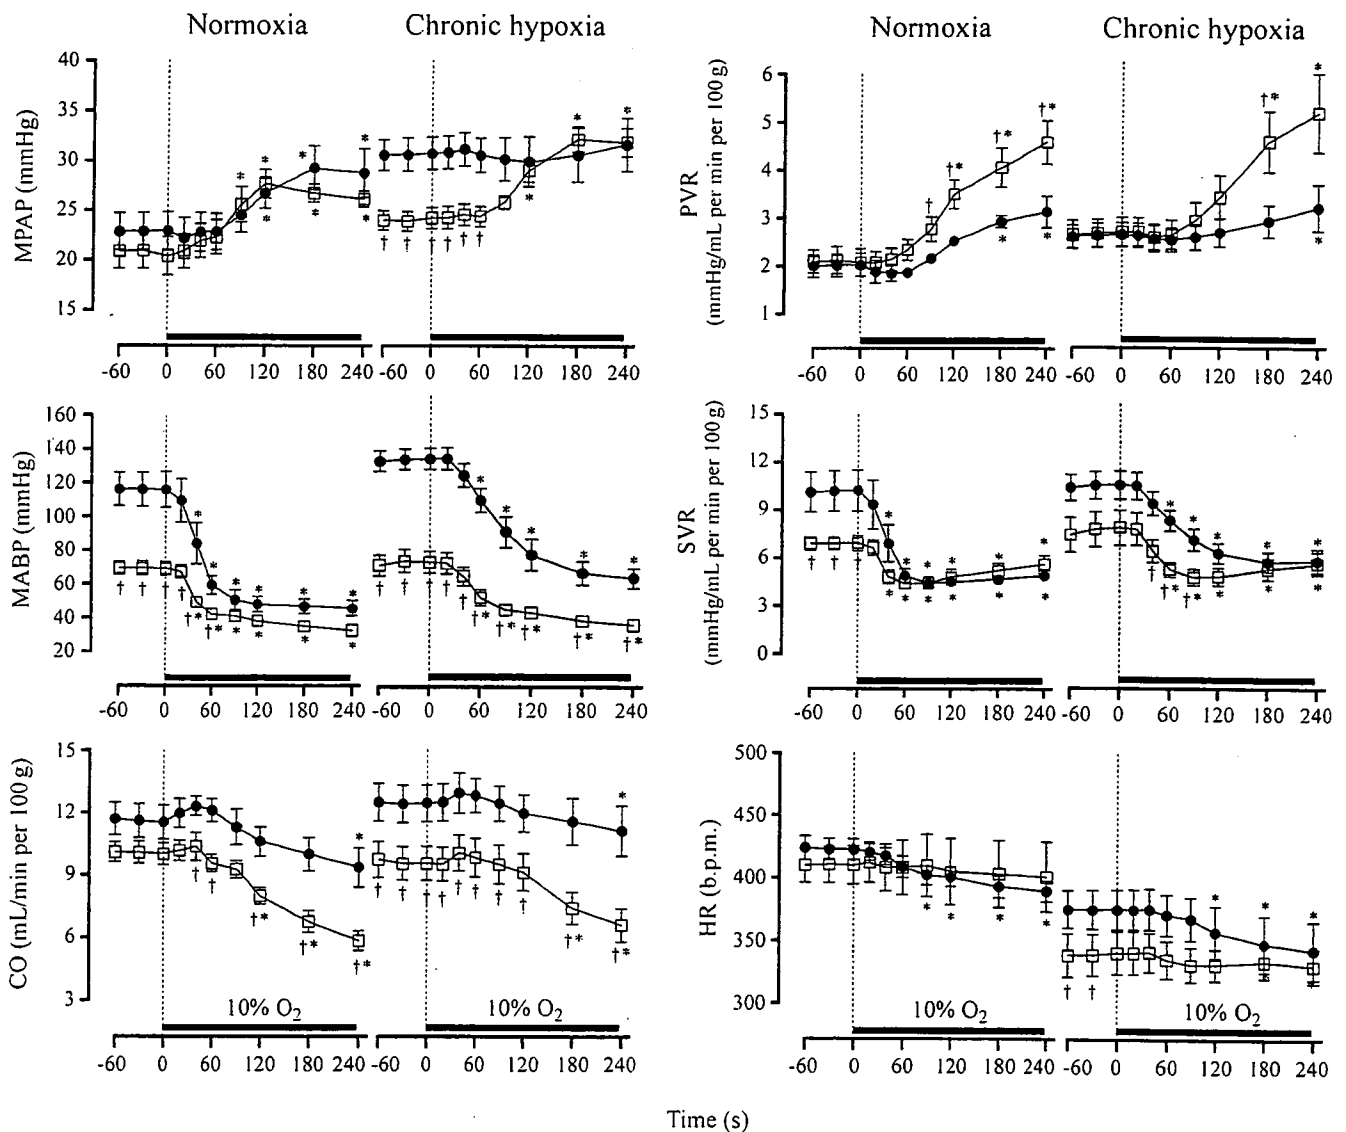 Normoxia Chronic hypoxia
MPAP (mmHg)
40
35
30
25
20
15
-60 0 60 120 180 240 -60 0 60 120 180 240
MABP (mmHg)
160
140
120
100
80
60
40
20
-60 0 60 120 180 240 -60 0 60 120 180 240
CO (mL/min per 100 g)
15
12
9
6
3
10% O2 10% O2
-60 0 60 120 180 240 -60 0 60 120 180 240
Normoxia Chronic hypoxia
PVR
(mmHg/mL per min per 100 g)
6
5
4
3
2
1
-60 0 60 120 180 240 -60 0 60 120 180 240
SVR
(mmHg/mL per min per 100 g)
15
12
9
6
3
0
-60 0 60 120 180 240 -60 0 60 120 180 240
HR (b.p.m.)
500
450
400
350
300
10% O2 10% O2
-60 0 60 120 180 240 -60 0 60 120 180 240
Time (s)